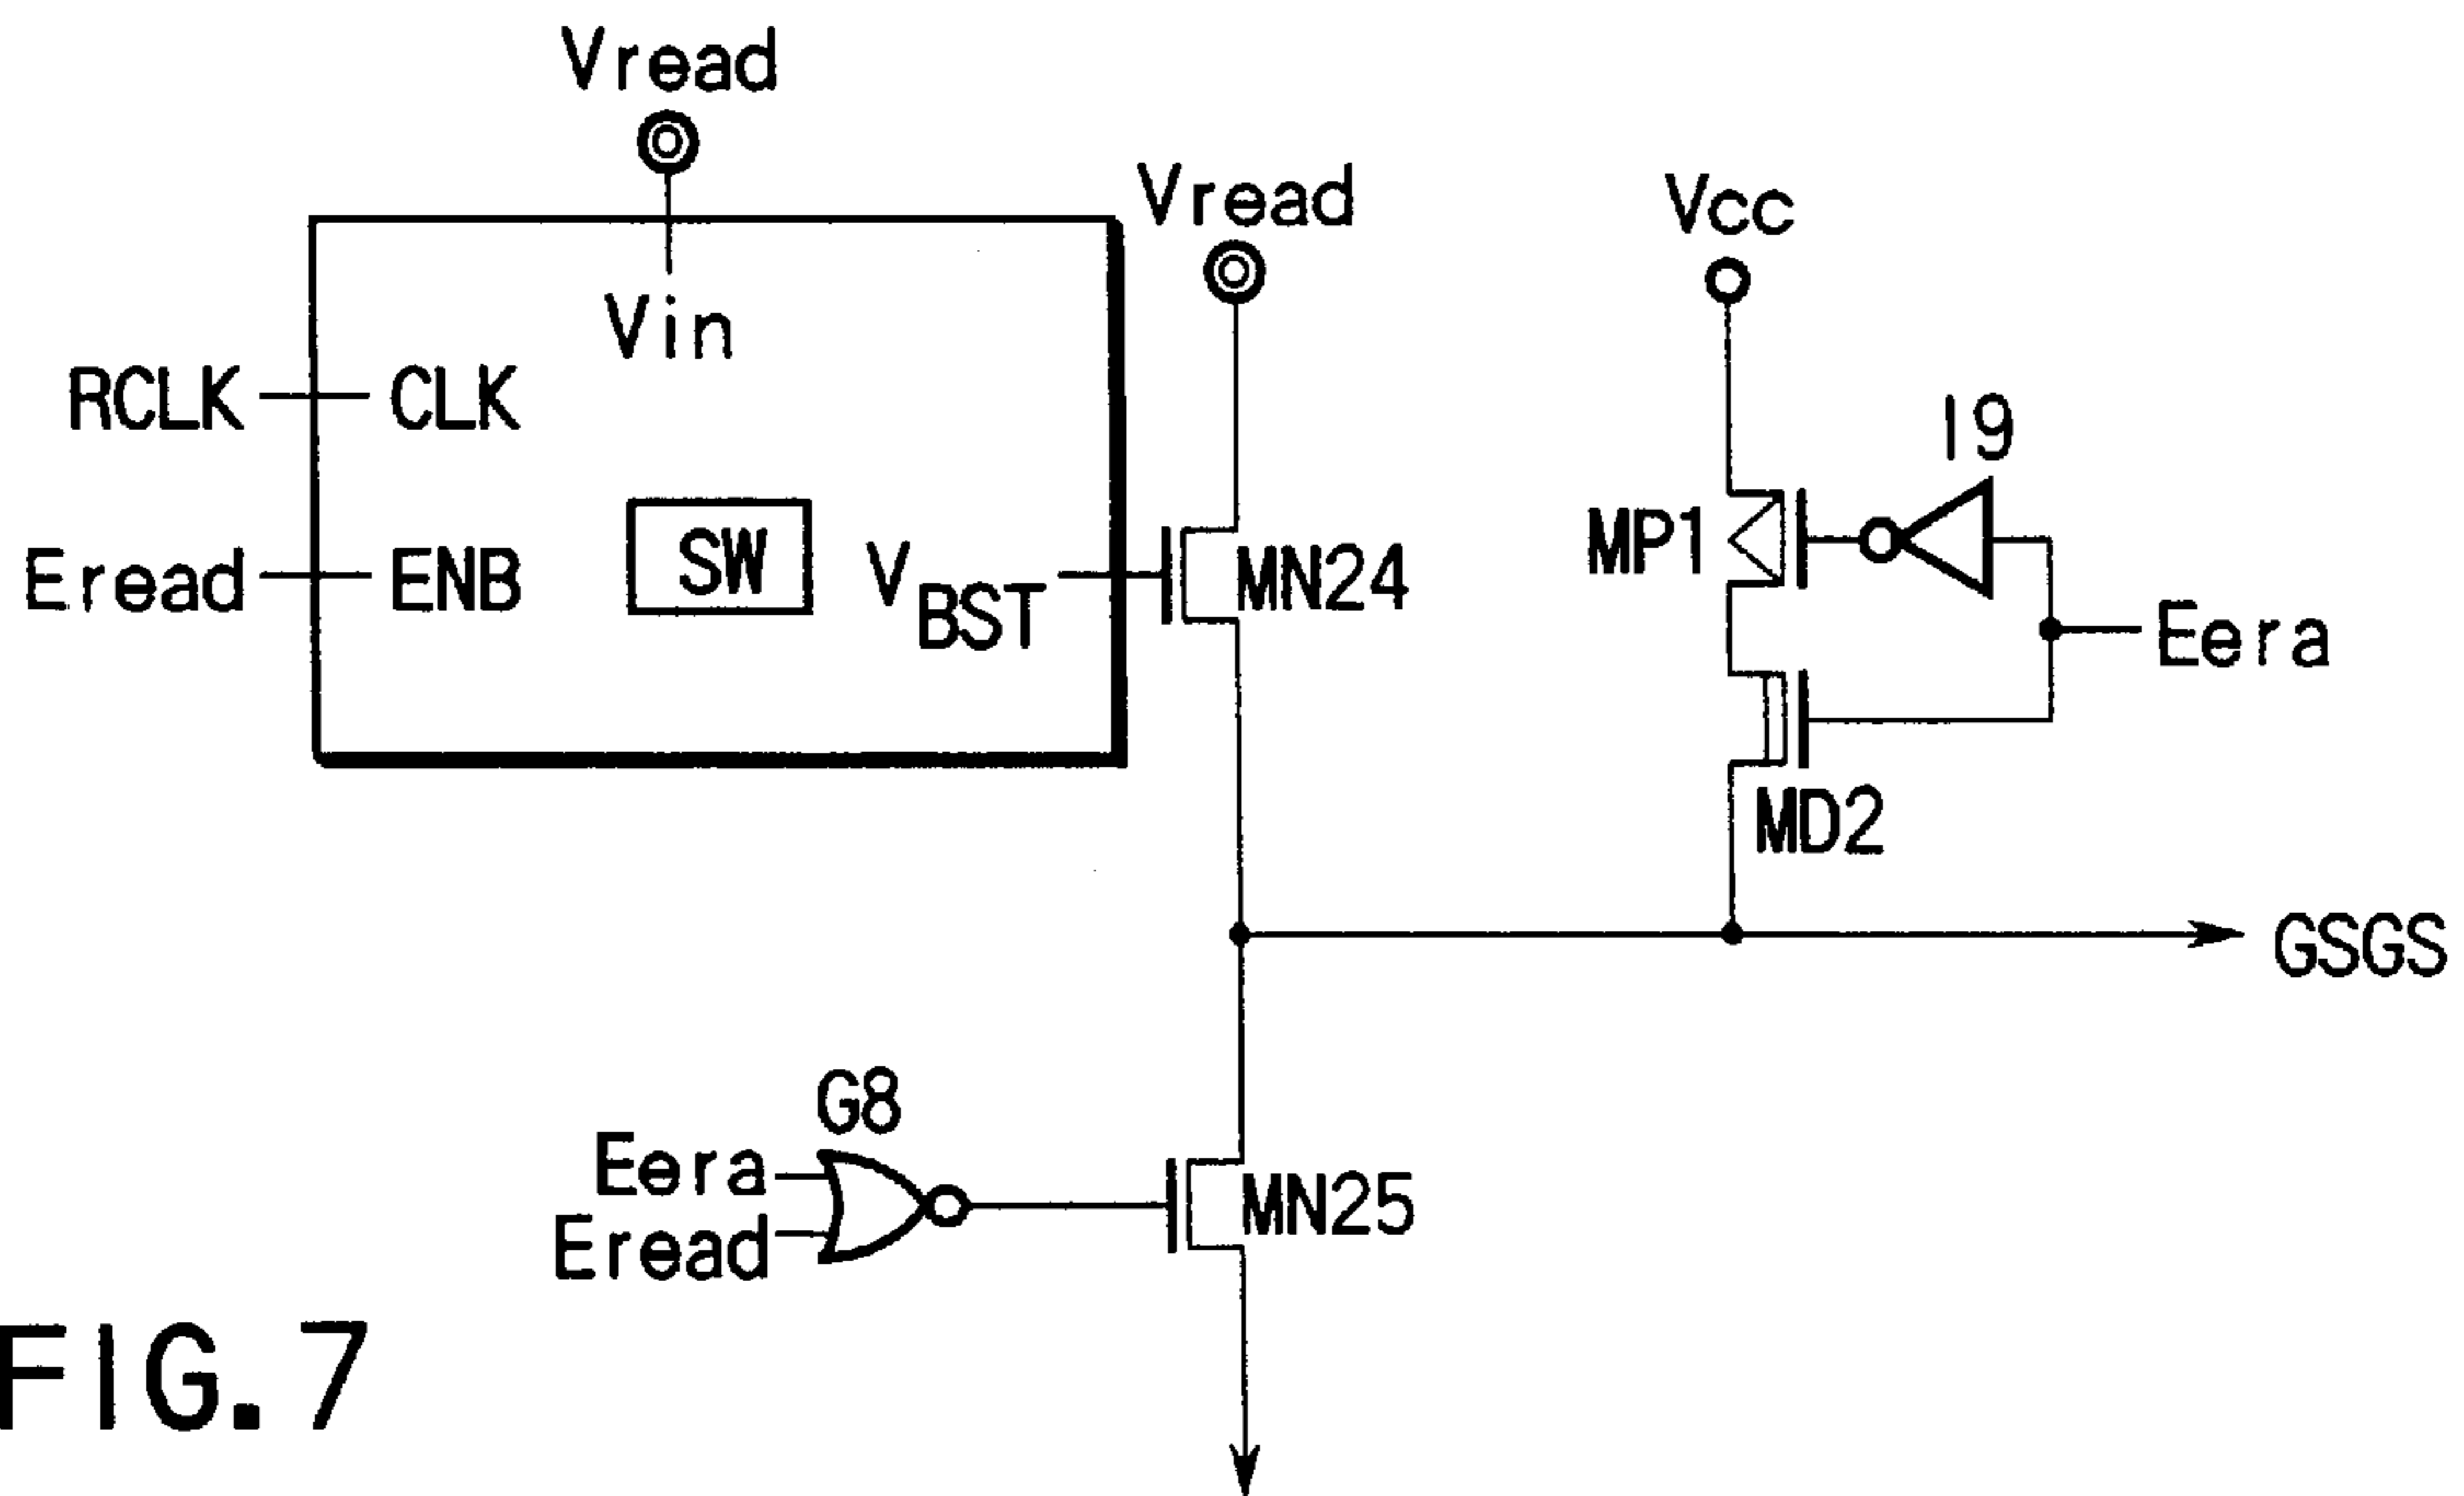 Vread
Vread
Vcc
Vin
RCLK
CLK
I9
Eread
ENB
SW
VBST
MN24
MP1
Eera
MD2
GSGS
G8
Eera
Eread
MN25
FIG. 7